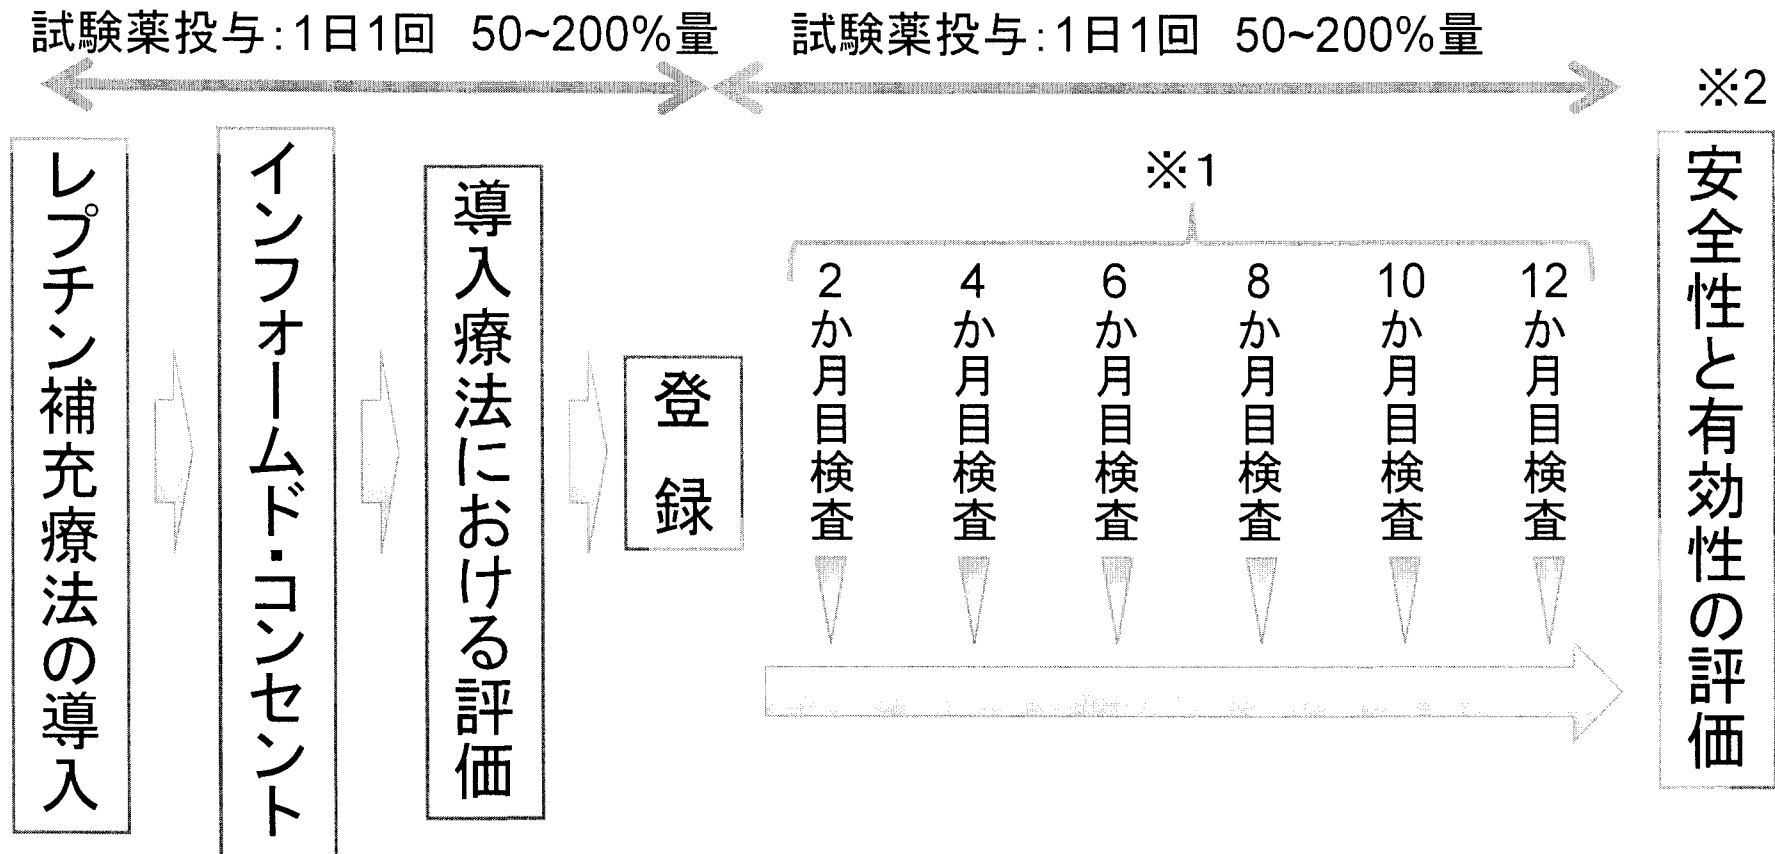 試験薬投与:1日1回 50~200%量
試験薬投与:1日1回 50~200%量
※2
レプチン補充療法の導入
インフォームド・コンセント
導入療法における評価
登録
※1
2か月目検査
4か月目検査
6か月目検査
8か月目検査
10か月目検査
12か月目検査
安全性と有効性の評価